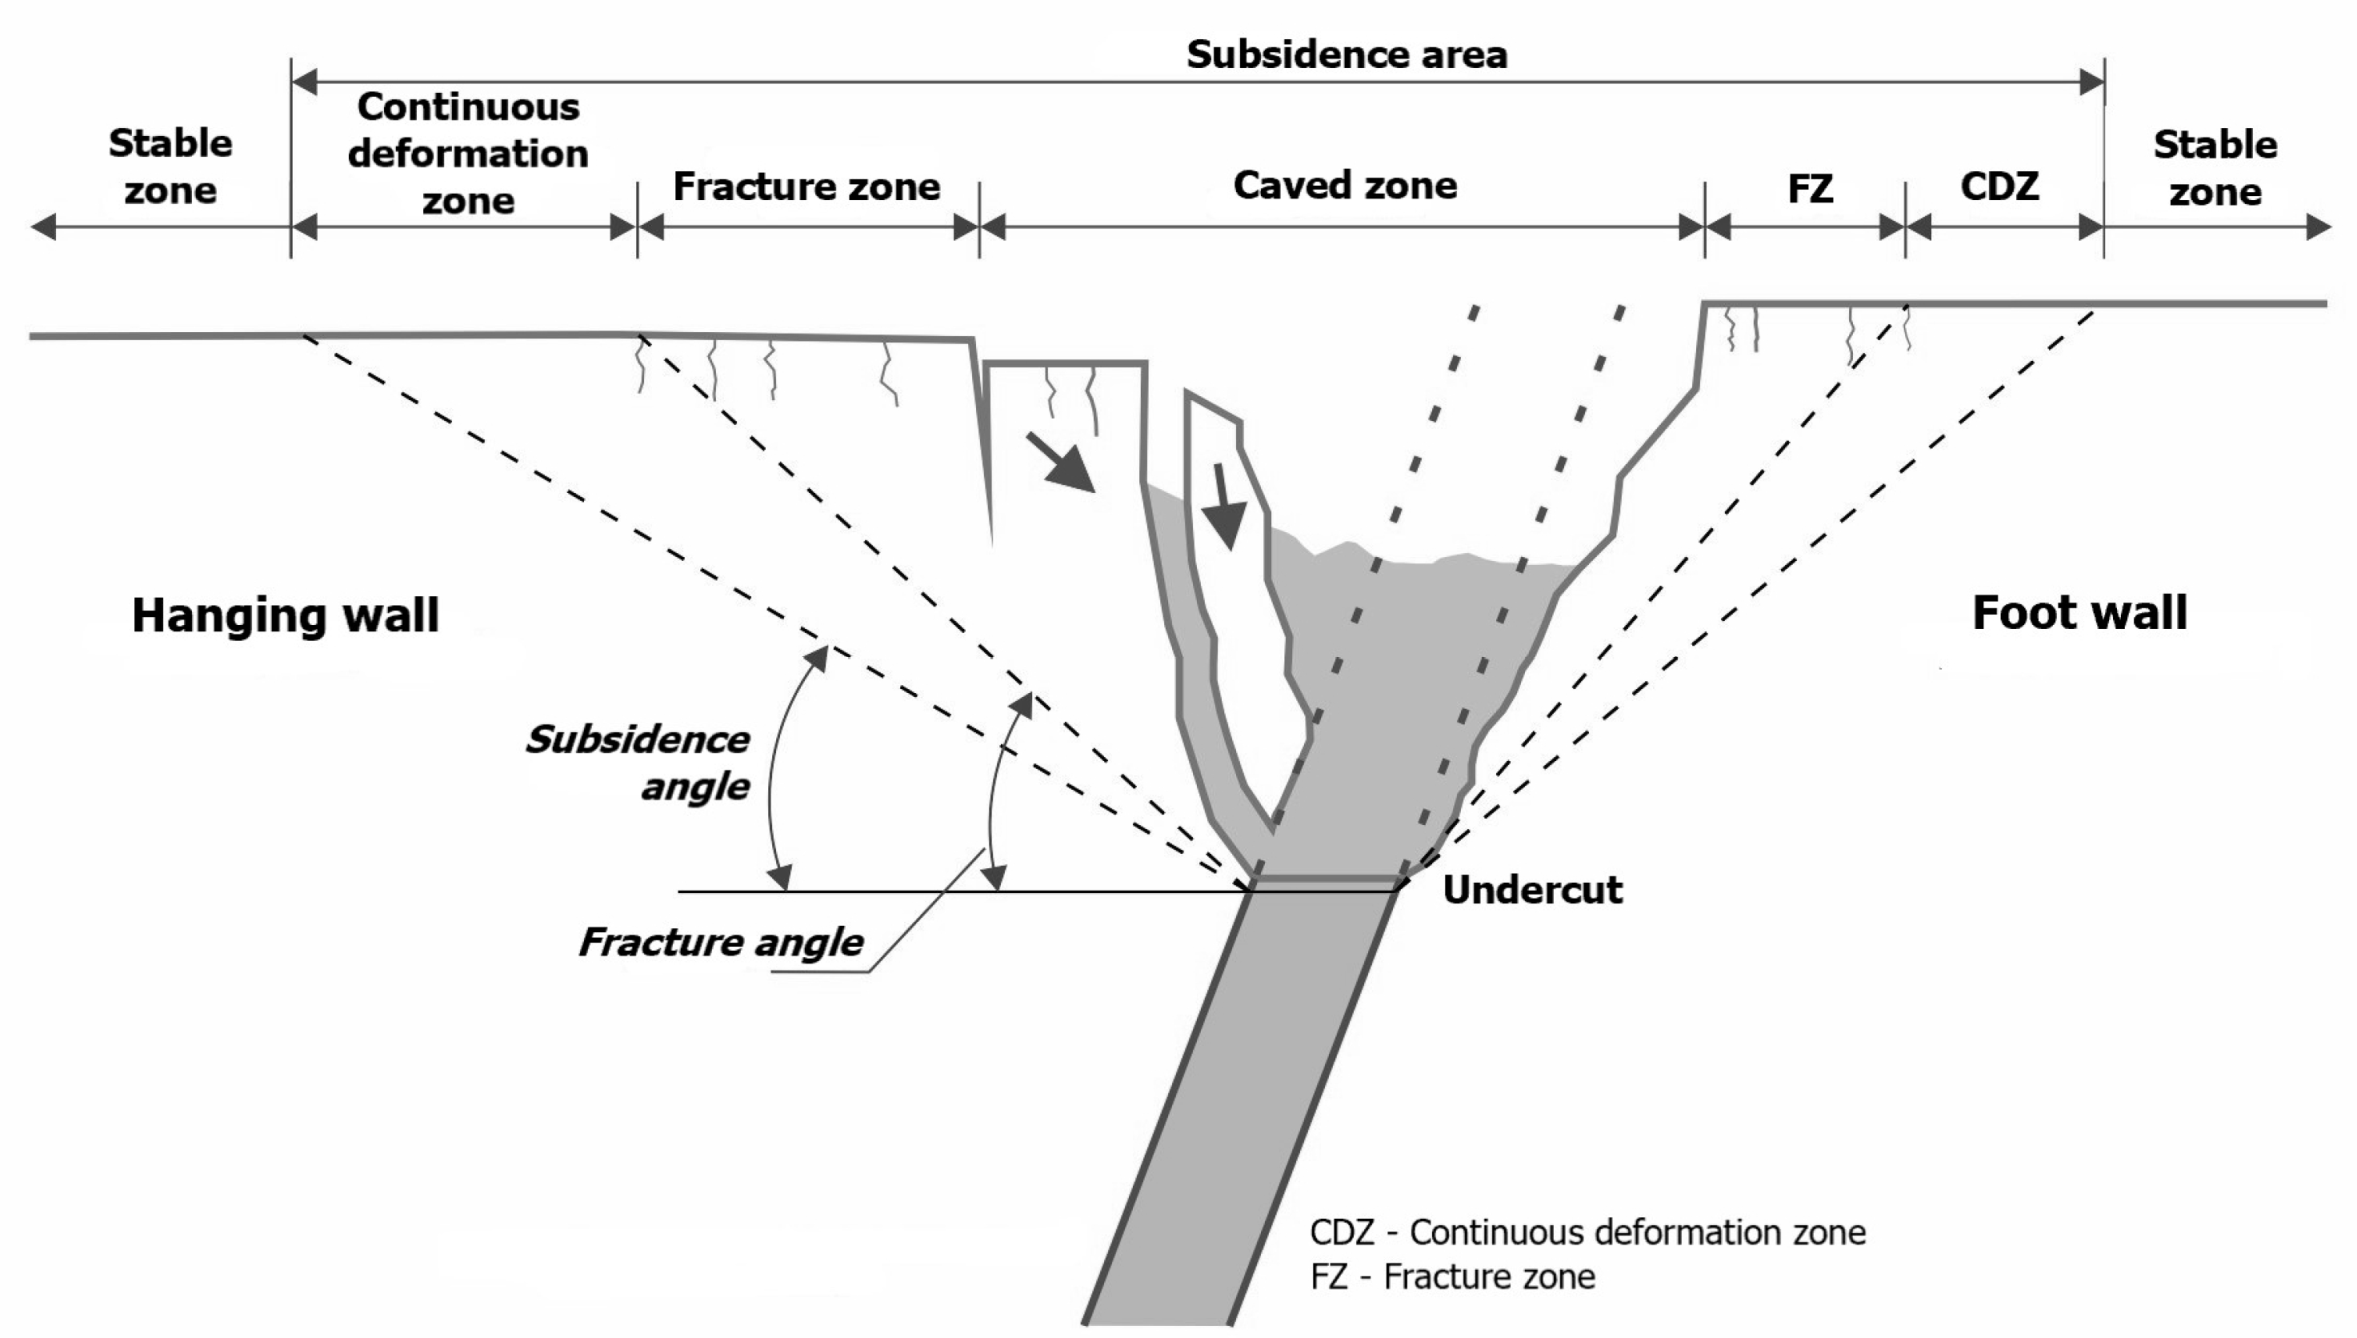 Subsidence area
Stable
zone
Continuous
deformation
zone
Fracture zone
Caved zone
FZ
CDZ
Stable
zone
Hanging wall
Foot wall
Subsidence
angle
Fracture angle
Undercut
CDZ - Continuous deformation zone
FZ - Fracture zone